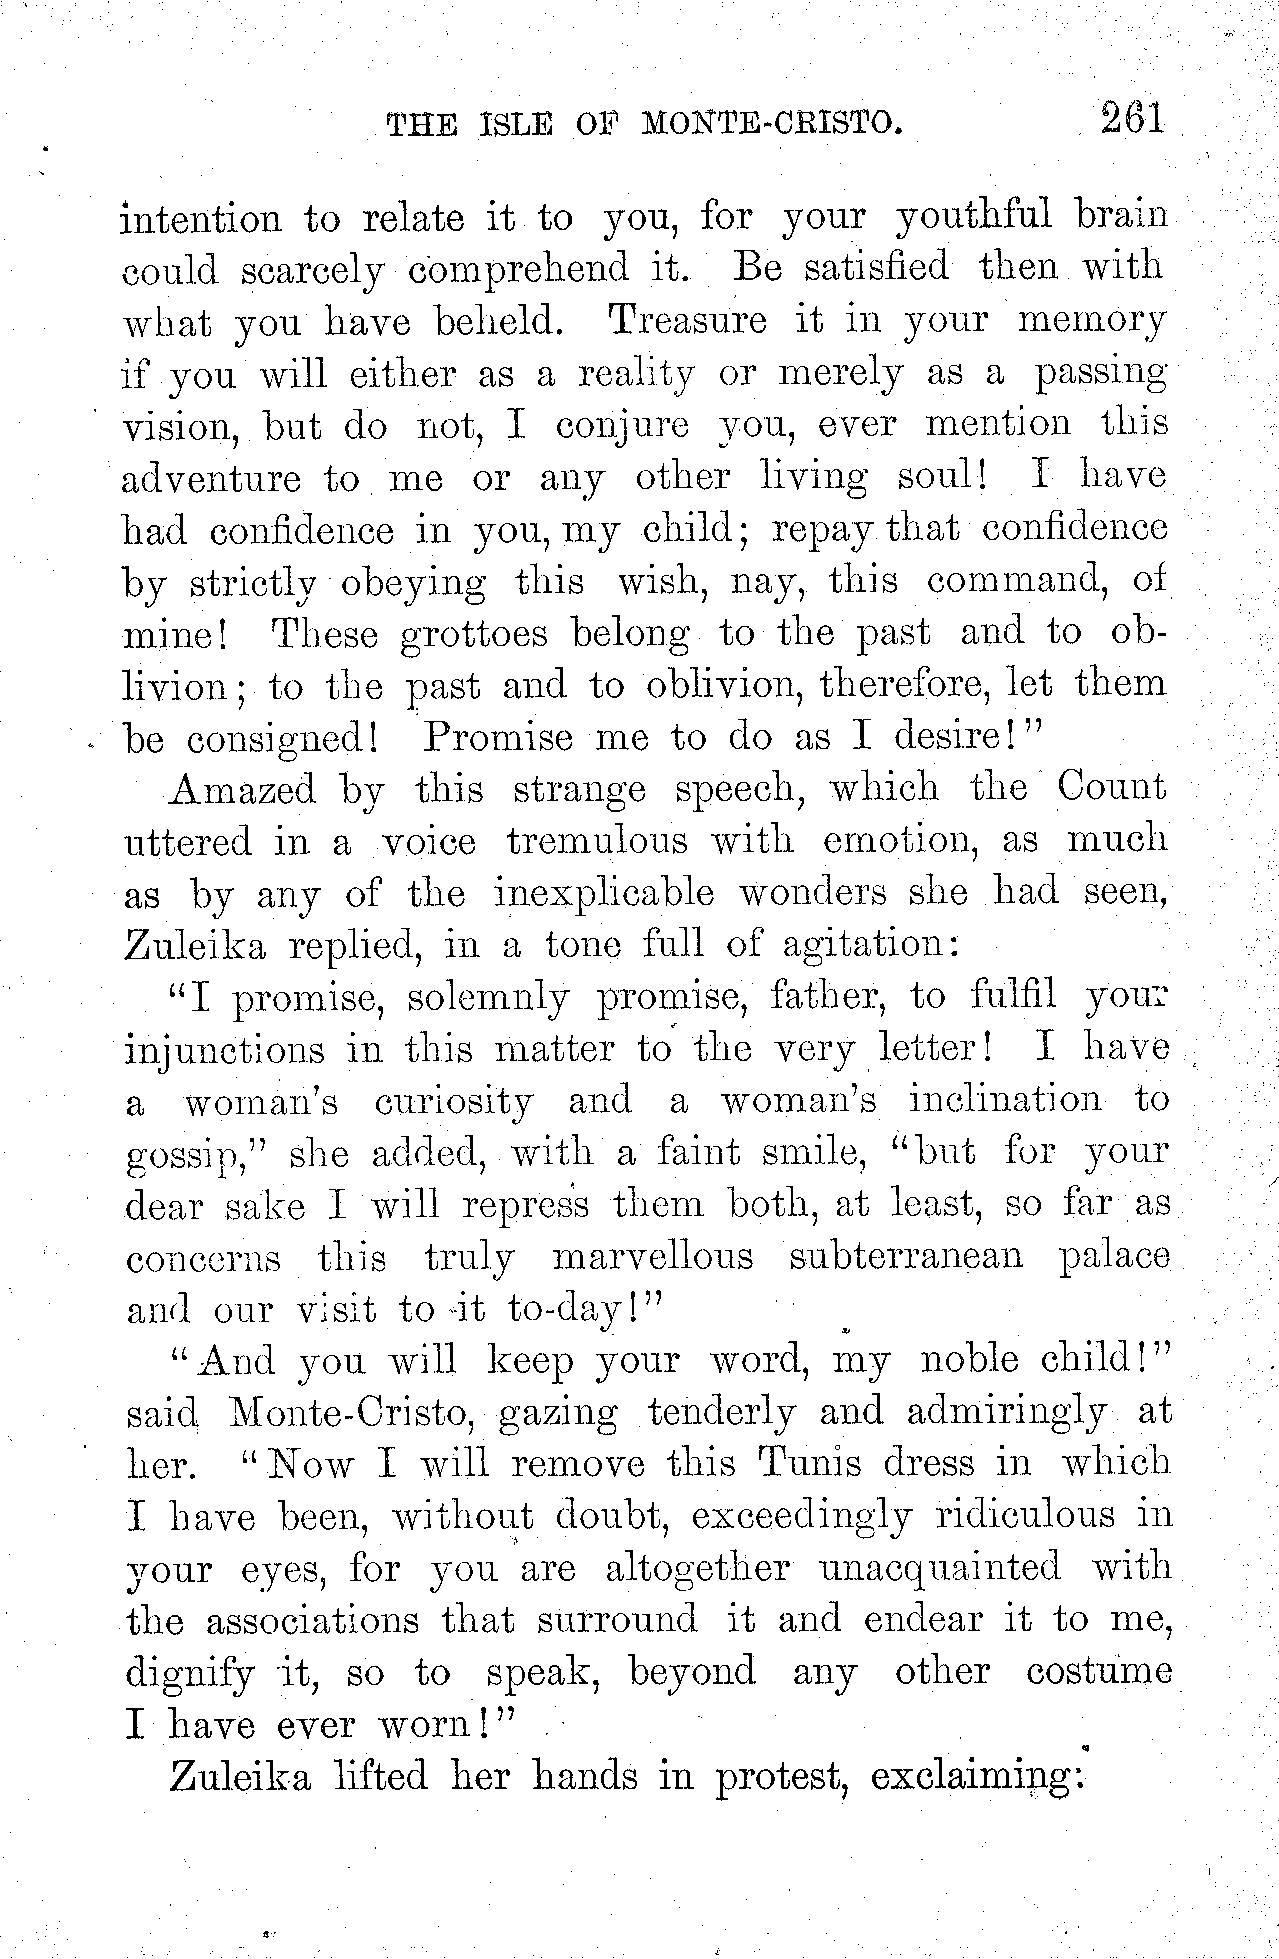 THE ISLE OF MONTE-CRISTO. 261
intention to relate it to you, for your youthful brain
could scarcely comprehend it. Be satisfied then with
what you have beheld. Treasure it in your memory
if you will either as a reality or merely as a passing
vision, but do not, I conjure you, ever mention this
adventure to me or any other living soul! I have
had confidence in you, my child; repay that confidence
by strictly obeying this wish, nay, this command, of
mine! These grottoes belong to the past and to ob-
livion; to the past and to oblivion, therefore, let them
be consigned! Promise me to do as I desire!"
Amazed by this strange speech, which the Count
uttered in a voice tremulous with emotion, as much
as by any of the inexplicable wonders she had seen,
Zuleika replied, in a tone full of agitation:
"I promise, solemnly promise, father, to fulfil your
injunctions in this matter to the very letter! I have
a woman's curiosity and a woman's inclination to
gossip," she added, with a faint smile, "but for your
dear sake I will repress them both, at least, so far as
concerns this truly marvellous subterranean palace
and our visit to it to-day!"
"And you will keep your word, my noble child!"
said Monte-Cristo, gazing tenderly and admiringly at
her. "Now I will remove this Tunis dress in which
I have been, without doubt, exceedingly ridiculous in
your eyes, for you are altogether unacquainted with
the associations that surround it and endear it to me,
dignify it, so to speak, beyond any other costume
I have ever worn!"
Zuleika lifted her hands in protest, exclaiming: